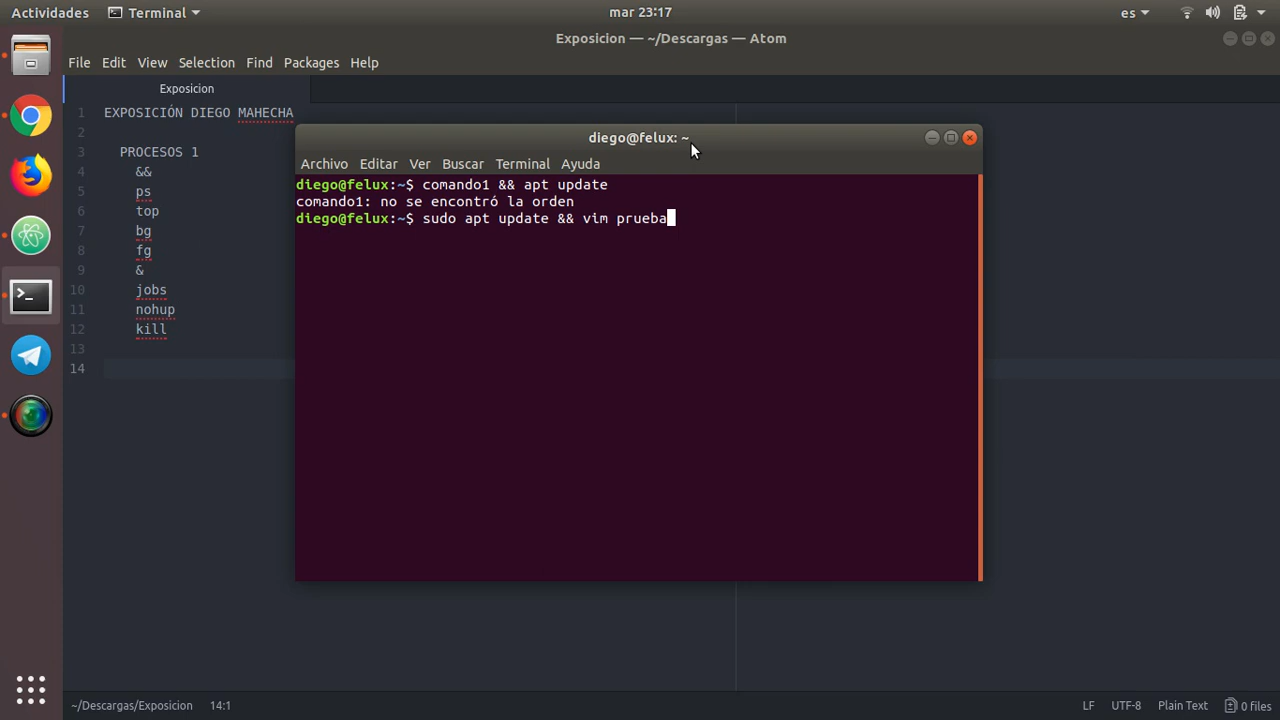 Actividades Terminal mar 23:17 es
Exposicion — ~/Descargas — Atom
File Edit View Selection Find Packages Help
Exposicion
1 EXPOSICIÓN DIEGO MAHECHA
2
3 PROCESOS 1
4 &&
5 ps
6 top
7 bg
8 fg
9 &
10 jobs
11 nohup
12 kill
13
14
diego@felux: ~
Archivo Editar Ver Buscar Terminal Ayuda
diego@felux:~$ comando1 && apt update
comando1: no se encontró la orden
diego@felux:~$ sudo apt update && vim prueba
~/Descargas/Exposicion 14:1 LF UTF-8 Plain Text 0 files